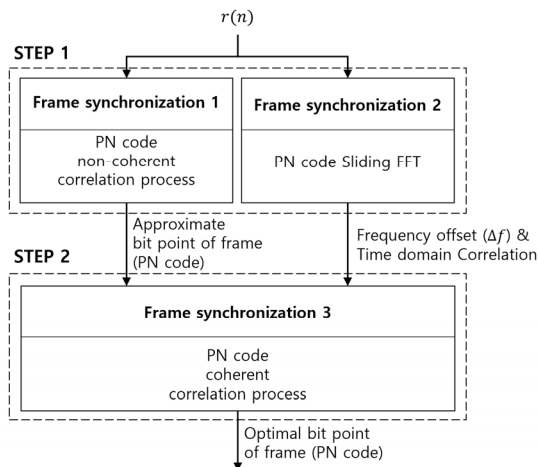 r(n)
STEP 1
Frame synchronization 1
PN code
non-coherent
correlation process
Frame synchronization 2
PN code Sliding FFT
Approximate
bit point of frame
(PN code)
Frequency offset (Δf) &
Time domain Correlation
STEP 2
Frame synchronization 3
PN code
coherent
correlation process
Optimal bit point
of frame (PN code)